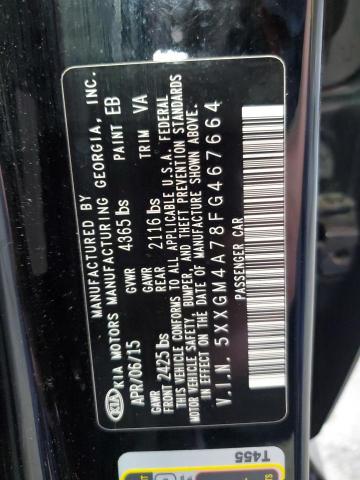 MANUFACTURED BY
KIA KIA MOTORS MANUFACTURING GEORGIA, INC.
APR/06/15 GVWR 4365 lbs PAINT EB
GAWR FRONT 2425 lbs GAWR REAR 2116 lbs TRIM VA
THIS VEHICLE CONFORMS TO ALL APPLICABLE U.S.A. FEDERAL
MOTOR VEHICLE SAFETY, BUMPER, AND THEFT PREVENTION STANDARDS
IN EFFECT ON THE DATE OF MANUFACTURE SHOWN ABOVE.
V.I.N. 5XXGM4A78FG467664
PASSENGER CAR
T455